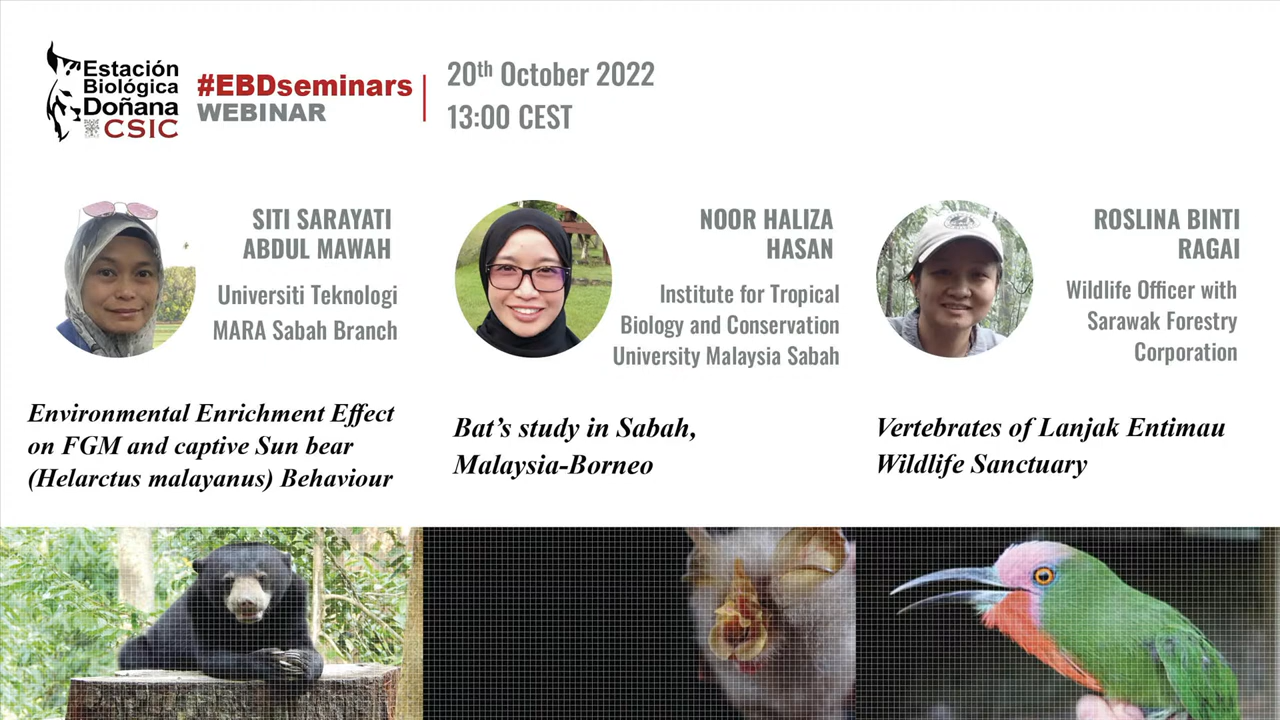 Estación
Biológica
Doñana
CSIC
#EBDseminars
WEBINAR
20th October 2022
13:00 CEST
SITI SARAYATI
ABDUL MAWAH
Universiti Teknologi
MARA Sabah Branch
NOOR HALIZA
HASAN
Institute for Tropical
Biology and Conservation
University Malaysia Sabah
ROSLINA BINTI
RAGAI
Wildlife Officer with
Sarawak Forestry
Corporation
Environmental Enrichment Effect
on FGM and captive Sun bear
(Helarctus malayanus) Behaviour
Bat’s study in Sabah,
Malaysia-Borneo
Vertebrates of Lanjak Entimau
Wildlife Sanctuary